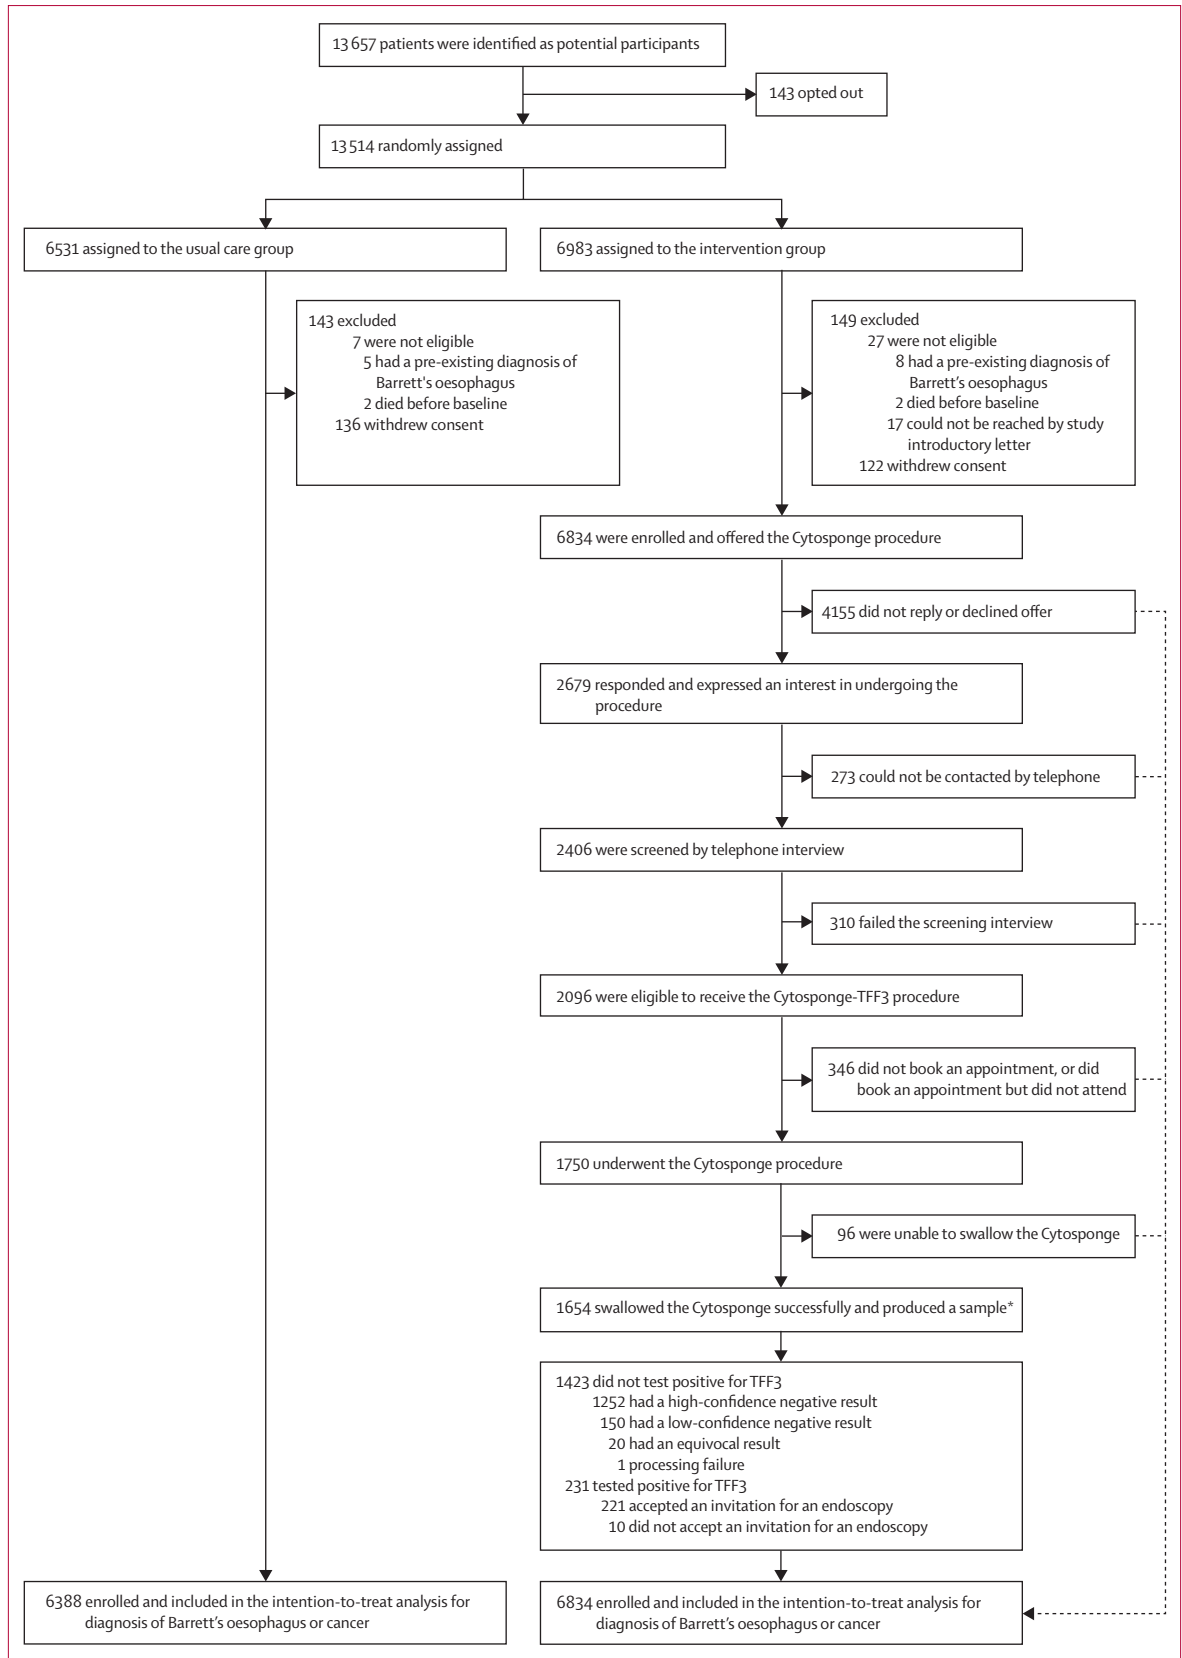 13 657 patients were identified as potential participants
143 opted out
13 514 randomly assigned
6531 assigned to the usual care group
6983 assigned to the intervention group
143 excluded
7 were not eligible
5 had a pre-existing diagnosis of
Barrett's oesophagus
2 died before baseline
136 withdrew consent
149 excluded
27 were not eligible
8 had a pre-existing diagnosis of
Barrett’s oesophagus
2 died before baseline
17 could not be reached by study
introductory letter
122 withdrew consent
6834 were enrolled and offered the Cytosponge procedure
4155 did not reply or declined offer
2679 responded and expressed an interest in undergoing the
procedure
273 could not be contacted by telephone
2406 were screened by telephone interview
310 failed the screening interview
2096 were eligible to receive the Cytosponge-TFF3 procedure
346 did not book an appointment, or did
book an appointment but did not attend
1750 underwent the Cytosponge procedure
96 were unable to swallow the Cytosponge
1654 swallowed the Cytosponge successfully and produced a sample*
1423 did not test positive for TFF3
1252 had a high-confidence negative result
150 had a low-confidence negative result
20 had an equivocal result
1 processing failure
231 tested positive for TFF3
221 accepted an invitation for an endoscopy
10 did not accept an invitation for an endoscopy
6388 enrolled and included in the intention-to-treat analysis for
diagnosis of Barrett’s oesophagus or cancer
6834 enrolled and included in the intention-to-treat analysis for
diagnosis of Barrett’s oesophagus or cancer